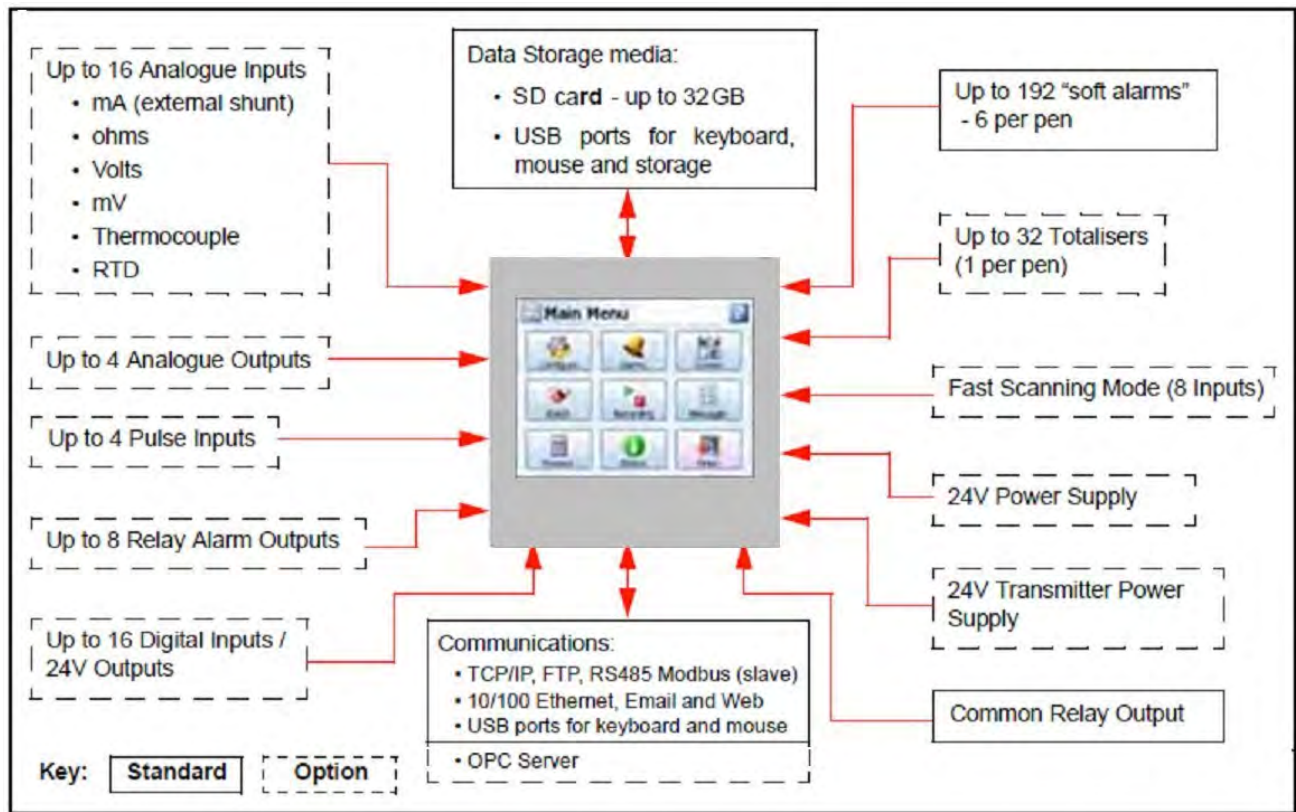 Up to 16 Analogue Inputs
• mA (external shunt)
• ohms
• Volts
• mV
• Thermocouple
• RTD
Up to 4 Analogue Outputs
Up to 4 Pulse Inputs
Up to 8 Relay Alarm Outputs
Up to 16 Digital Inputs /
24V Outputs
Data Storage media:
• SD card - up to 32GB
• USB ports for keyboard,
mouse and storage
Main Menu
Communications:
• TCP/IP, FTP, RS485 Modbus (slave)
• 10/100 Ethernet, Email and Web
• USB ports for keyboard and mouse
• OPC Server
Up to 192 “soft alarms”
- 6 per pen
Up to 32 Totalisers
(1 per pen)
Fast Scanning Mode (8 Inputs)
24V Power Supply
24V Transmitter Power
Supply
Common Relay Output
Key: Standard Option